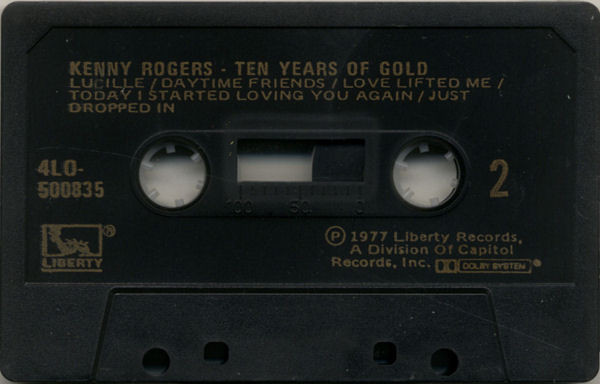 KENNY ROGERS - TEN YEARS OF GOLD
LUCILLE / DAYTIME FRIENDS / LOVE LIFTED ME /
TODAY I STARTED LOVING YOU AGAIN / JUST
DROPPED IN
4LO-
500835
2
100 50 0
LIBERTY®
Ⓟ 1977 Liberty Records,
A Division Of Capitol
Records, Inc. DOLBY SYSTEM®